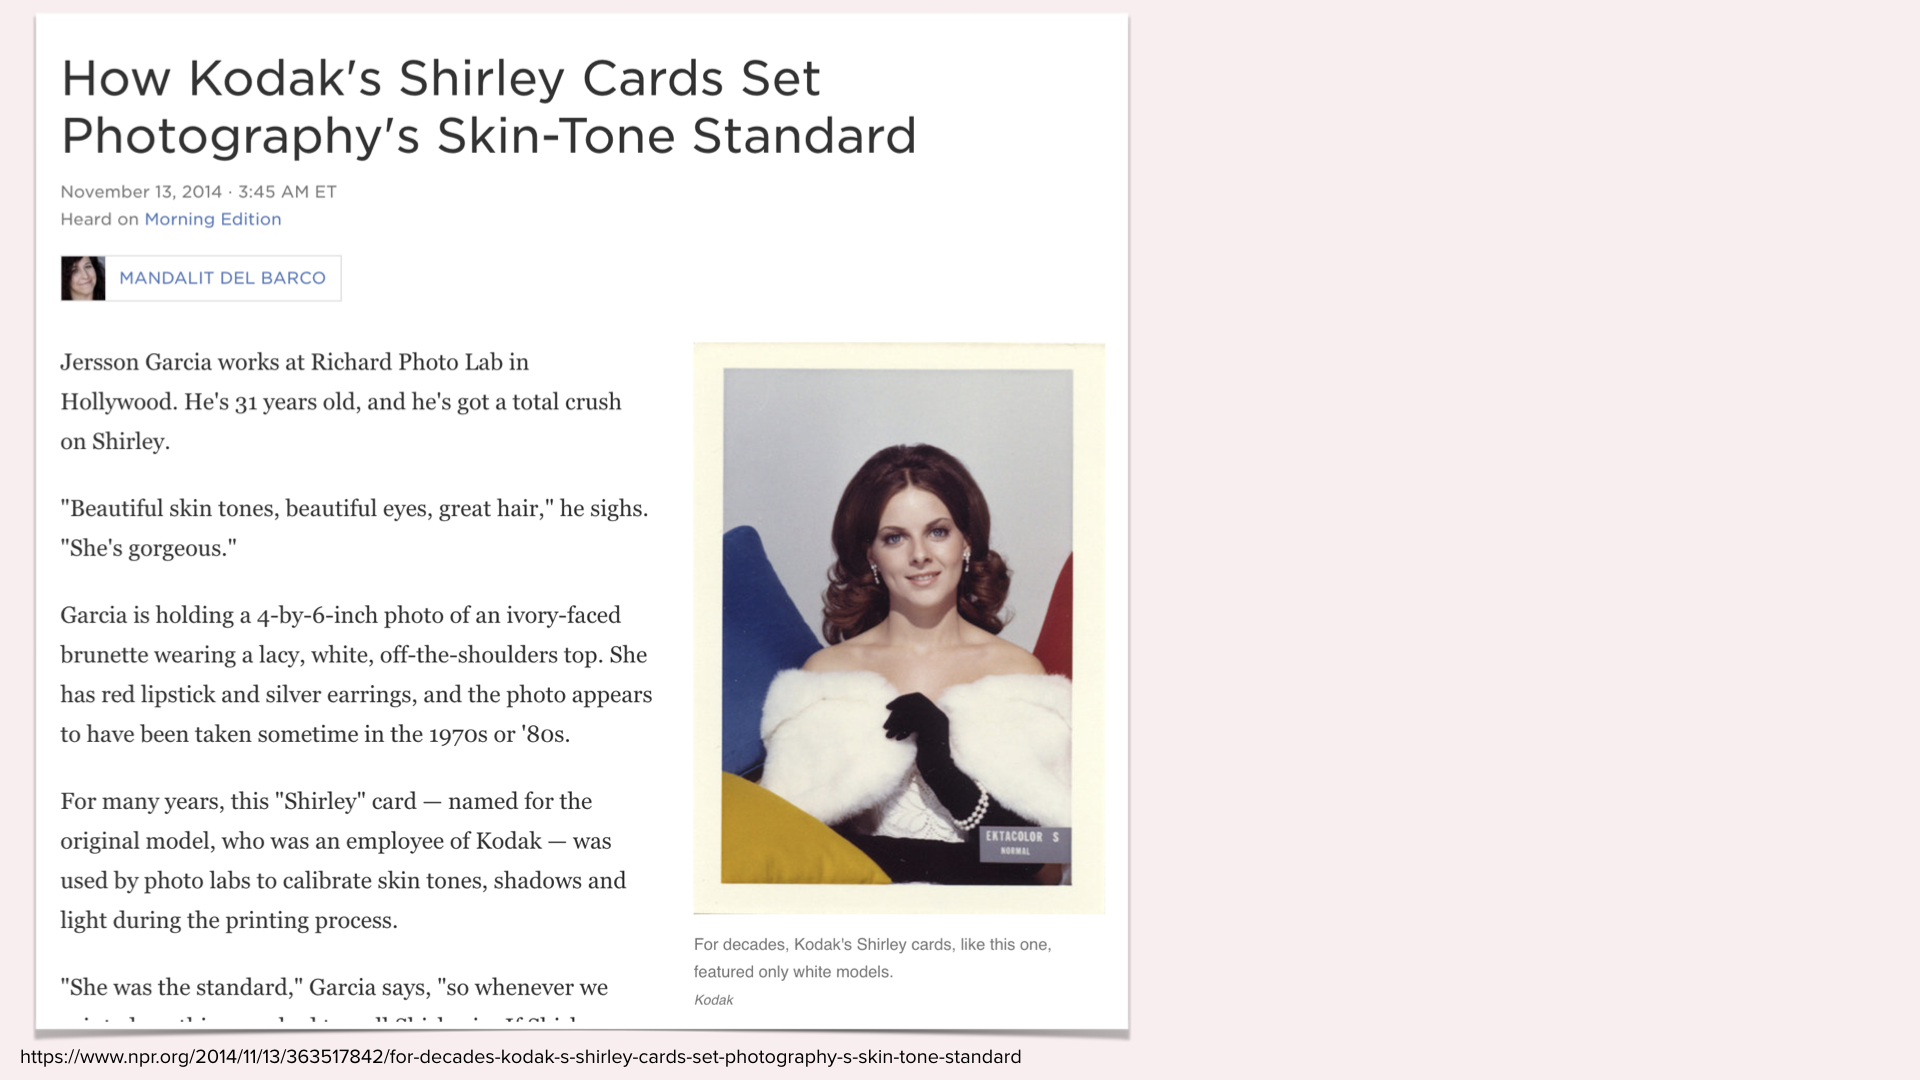 How Kodak's Shirley Cards Set
Photography's Skin-Tone Standard
November 13, 2014 · 3:45 AM ET
Heard on Morning Edition
MANDALIT DEL BARCO
Jersson Garcia works at Richard Photo Lab in
Hollywood. He's 31 years old, and he's got a total crush
on Shirley.
"Beautiful skin tones, beautiful eyes, great hair," he sighs.
"She's gorgeous."
Garcia is holding a 4-by-6-inch photo of an ivory-faced
brunette wearing a lacy, white, off-the-shoulders top. She
has red lipstick and silver earrings, and the photo appears
to have been taken sometime in the 1970s or '80s.
For many years, this "Shirley" card — named for the
original model, who was an employee of Kodak — was
used by photo labs to calibrate skin tones, shadows and
light during the printing process.
"She was the standard," Garcia says, "so whenever we
EKTACOLOR S
NORMAL
For decades, Kodak's Shirley cards, like this one,
featured only white models.
Kodak
https://www.npr.org/2014/11/13/363517842/for-decades-kodak-s-shirley-cards-set-photography-s-skin-tone-standard